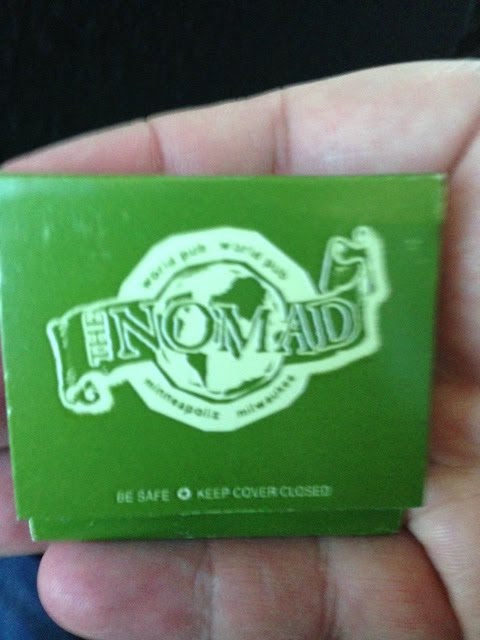 world pub world pub
THE NOMAD
minneapolis milwaukee
BE SAFE ✪ KEEP COVER CLOSED